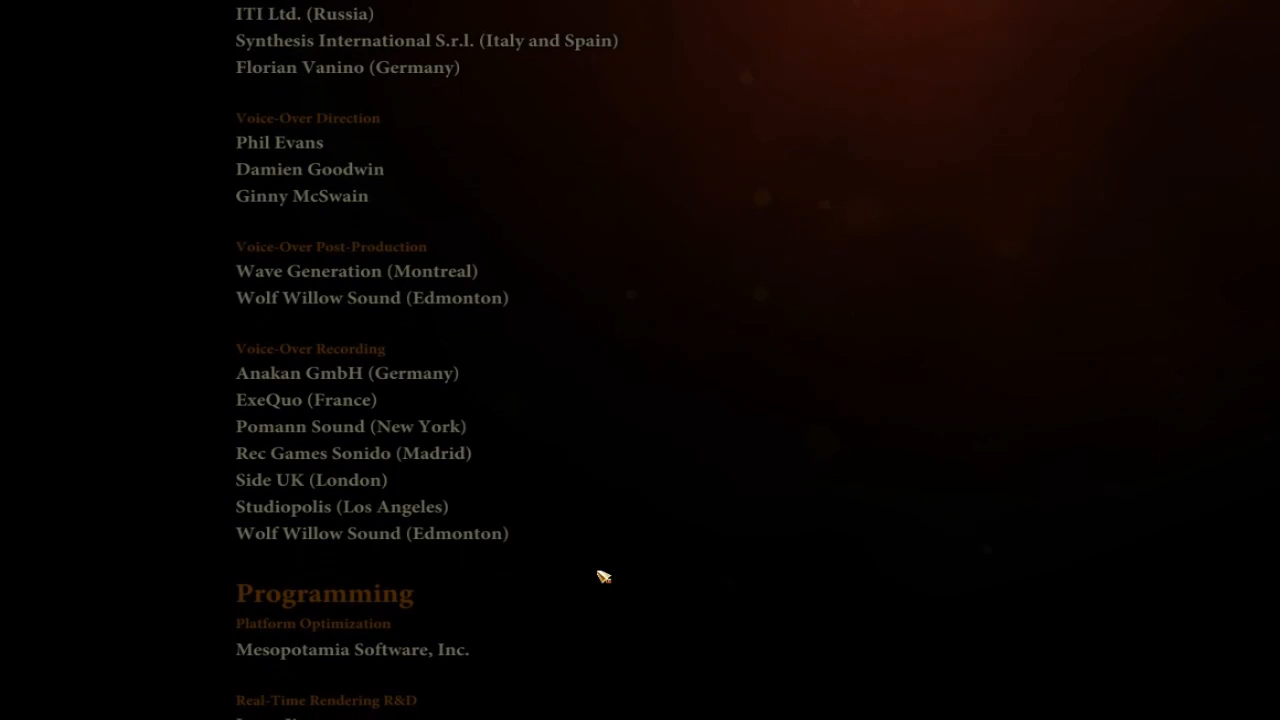 ITI Ltd. (Russia)
Synthesis International S.r.l. (Italy and Spain)
Florian Vanino (Germany)
Voice-Over Direction
Phil Evans
Damien Goodwin
Ginny McSwain
Voice-Over Post-Production
Wave Generation (Montreal)
Wolf Willow Sound (Edmonton)
Voice-Over Recording
Anakan GmbH (Germany)
ExeQuo (France)
Pomann Sound (New York)
Rec Games Sonido (Madrid)
Side UK (London)
Studiopolis (Los Angeles)
Wolf Willow Sound (Edmonton)
Programming
Platform Optimization
Mesopotamia Software, Inc.
Real-Time Rendering R&D